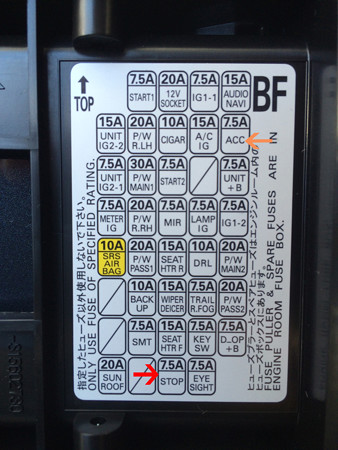 TOP
BF
7.5A 20A 7.5A 15A
START1 12V SOCKET IG1-1 AUDIO NAVI
15A 20A 20A 15A 7.5A
UNIT IG2-2 P/W R.LH CIGAR A/C IG ACC
7.5A 30A 7.5A 7.5A
UNIT IG2-1 P/W MAIN1 START2 UNIT +B
7.5A 20A 7.5A 10A 7.5A
METER IG P/W R.RH MIR LAMP IG IG1-2
10A 20A 15A 10A 20A
SRS AIR BAG P/W PASS1 SEAT HTR R DRL P/W MAIN2
10A 15A 20A 20A
BACK UP WIPER DEICER TRAIL R.FOG P/W PASS2
7.5A 15A 7.5A 7.5A
SMT SEAT HTR F KEY SW D_OP +B
20A 7.5A 7.5A
SUN ROOF STOP EYE SIGHT
指定したヒューズ以外使用しないで下さい。
ONLY USE FUSE OF SPECIFIED RATING.
ヒューズプラー、スペアヒューズはエンジンルーム内の
ヒューズボックスにあります。
FUSE PULLER & SPARE FUSES ARE IN
ENGINE ROOM FUSE BOX.